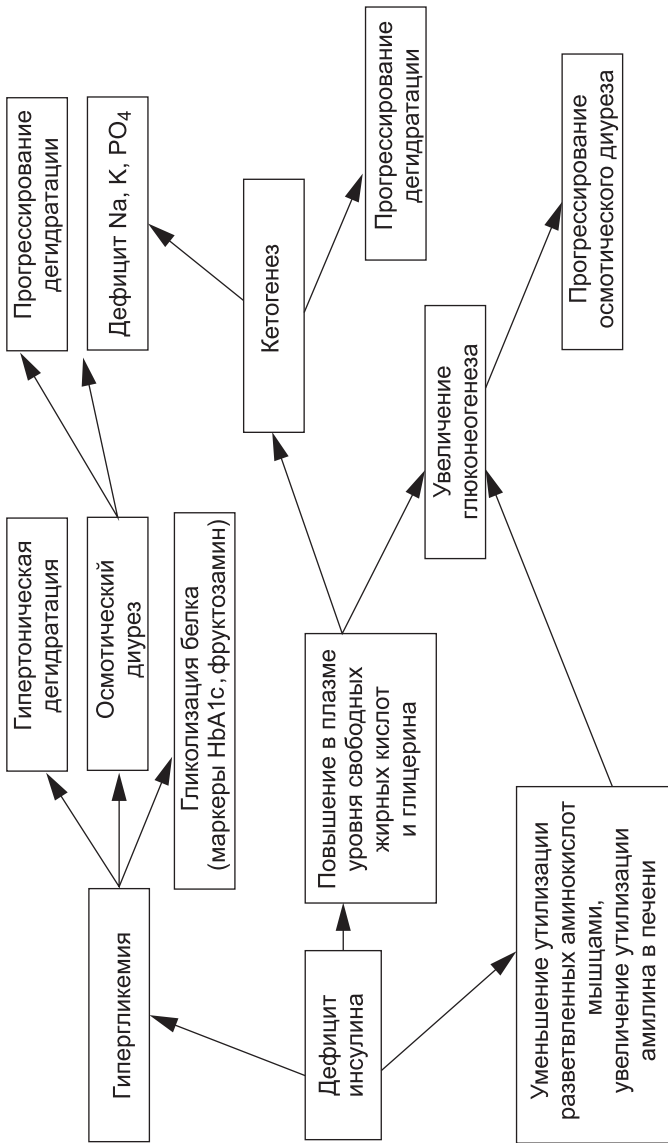 Дефицит
инсулина
Гипергликемия
Гипертоническая
дегидратация
Осмотический
диурез
Гликолизация белка
(маркеры HbA1c, фруктозамин)
Прогрессирование
дегидратации
Дефицит Na, K, PO4
Повышение в плазме
уровня свободных
жирных кислот
и глицерина
Кетогенез
Прогрессирование
дегидратации
Уменьшение утилизации
разветвленных аминокислот
мышцами,
увеличение утилизации
амилина в печени
Увеличение
глюконеогенеза
Прогрессирование
осмотического диуреза